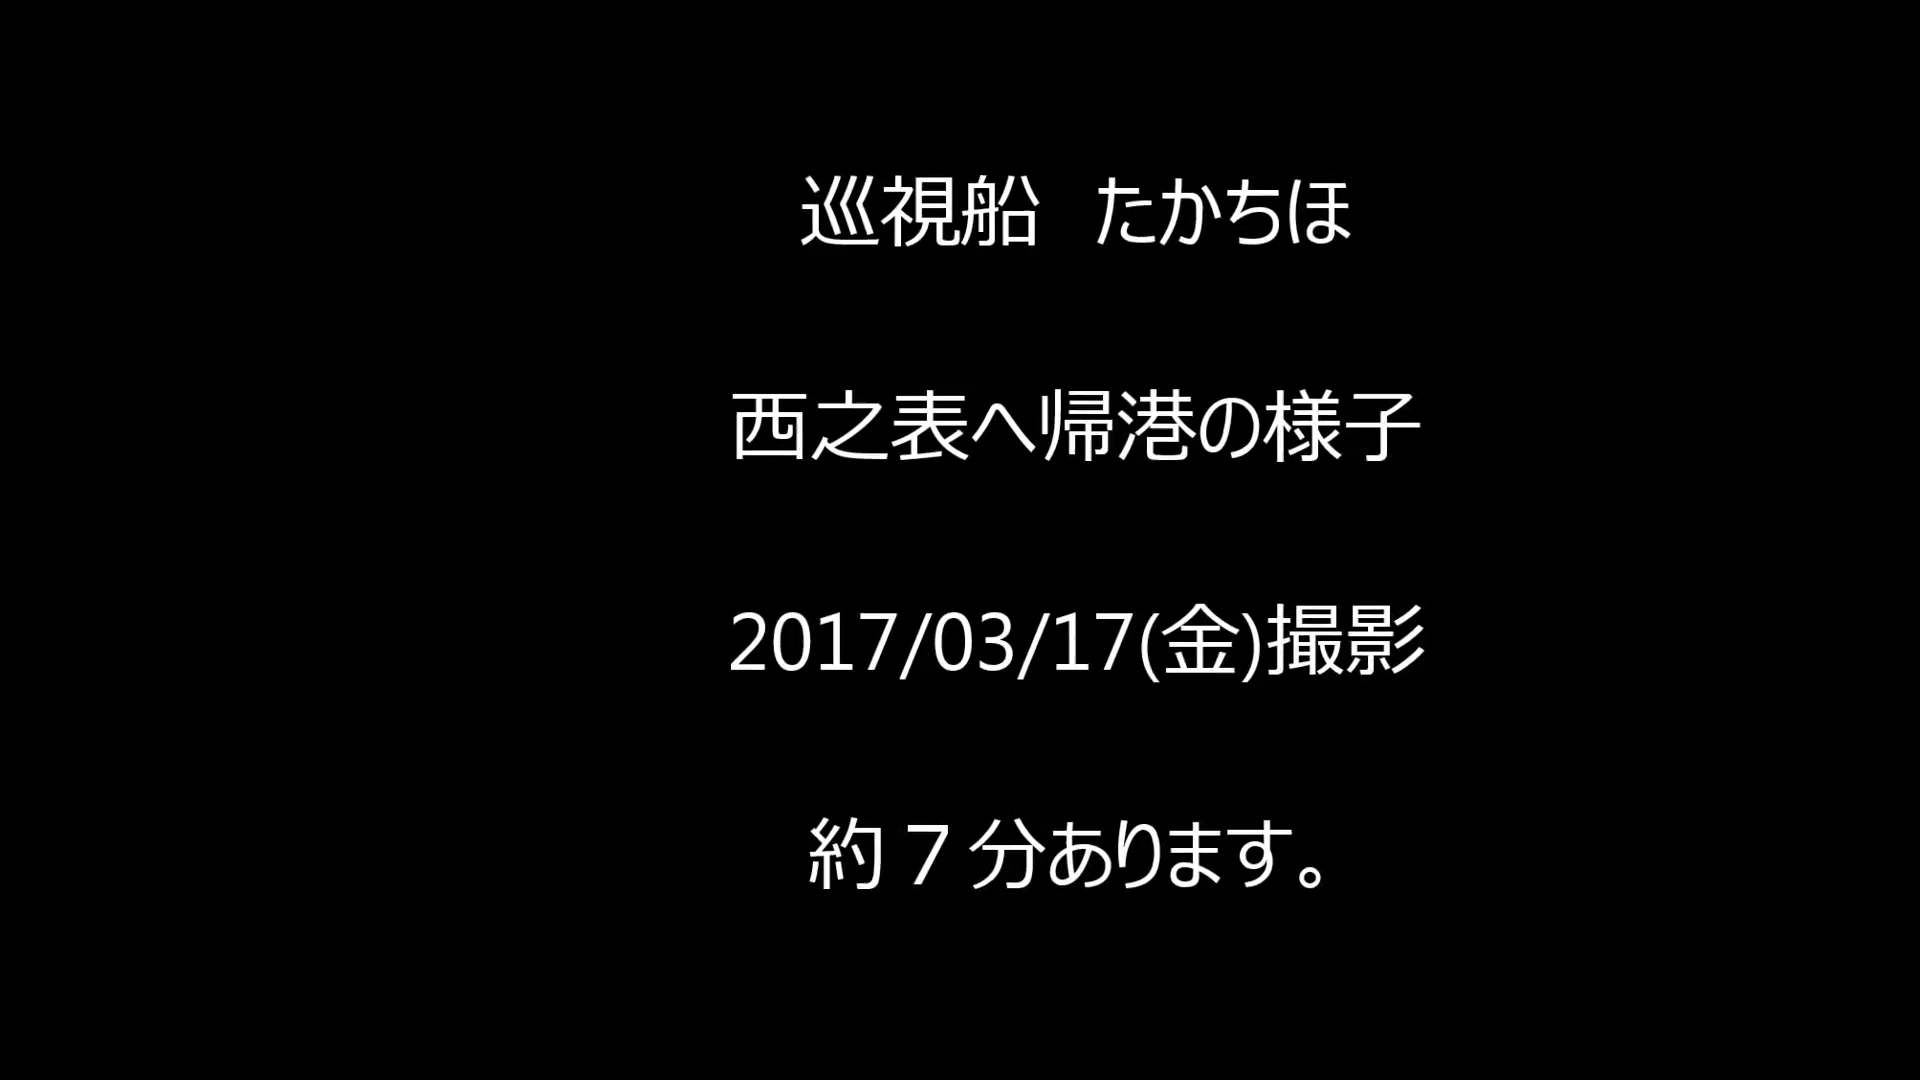 巡視船　たかちほ
西之表へ帰港の様子
2017/03/17(金)撮影
約７分あります。